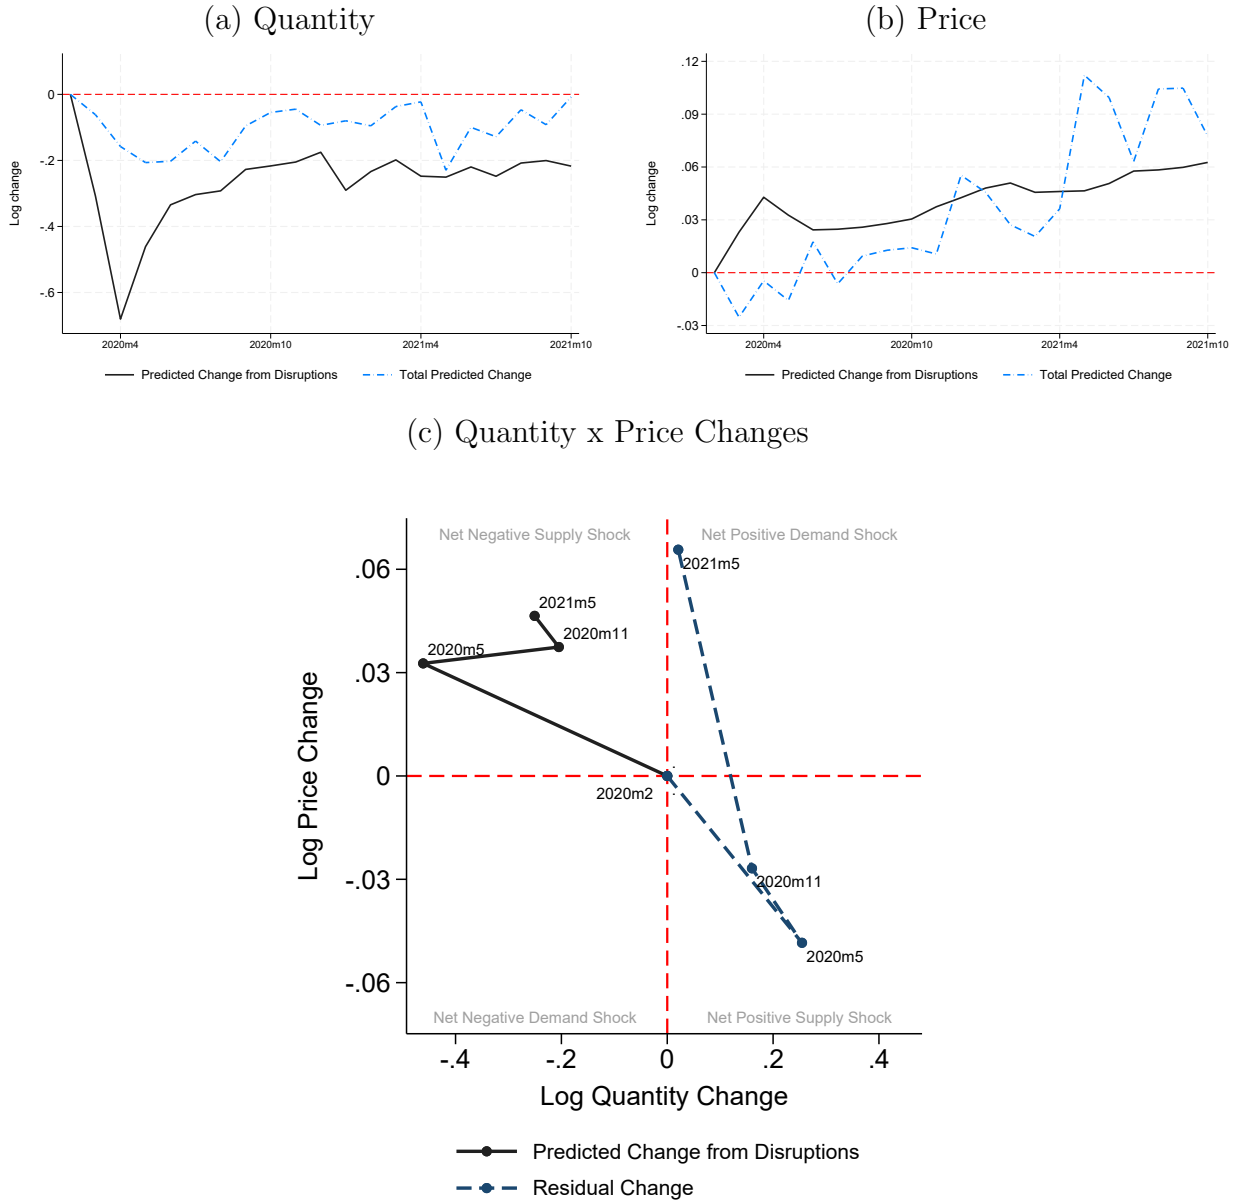 (a) Quantity
Log change
0
-.2
-.4
-.6
2020m4
2020m10
2021m4
2021m10
Predicted Change from Disruptions
Total Predicted Change
(b) Price
Log change
.12
.09
.06
.03
0
-.03
2020m4
2020m10
2021m4
2021m10
Predicted Change from Disruptions
Total Predicted Change
(c) Quantity x Price Changes
Net Negative Supply Shock
Net Positive Demand Shock
Log Price Change
.06
.03
0
-.03
-.06
2021m5
2021m5
2020m11
2020m5
2020m2
2020m11
2020m5
Net Negative Demand Shock
Net Positive Supply Shock
-.4
-.2
0
.2
.4
Log Quantity Change
Predicted Change from Disruptions
Residual Change